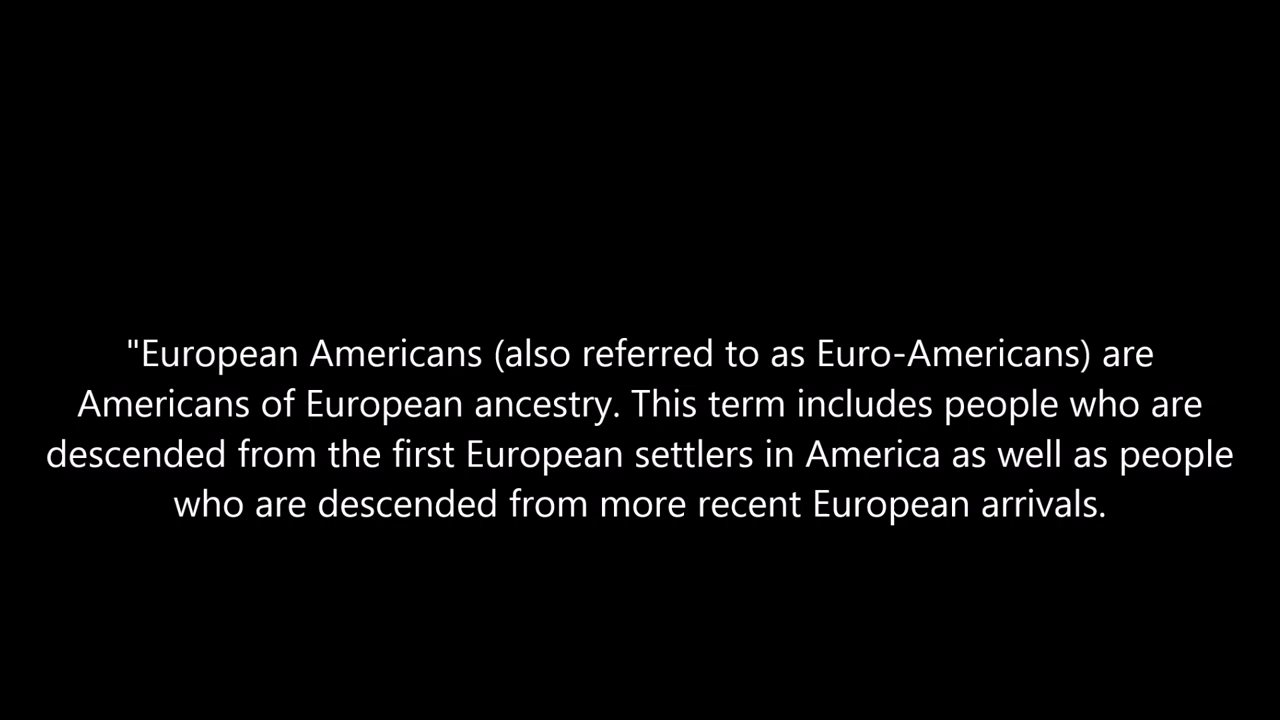 "European Americans (also referred to as Euro-Americans) are
Americans of European ancestry. This term includes people who are
descended from the first European settlers in America as well as people
who are descended from more recent European arrivals.